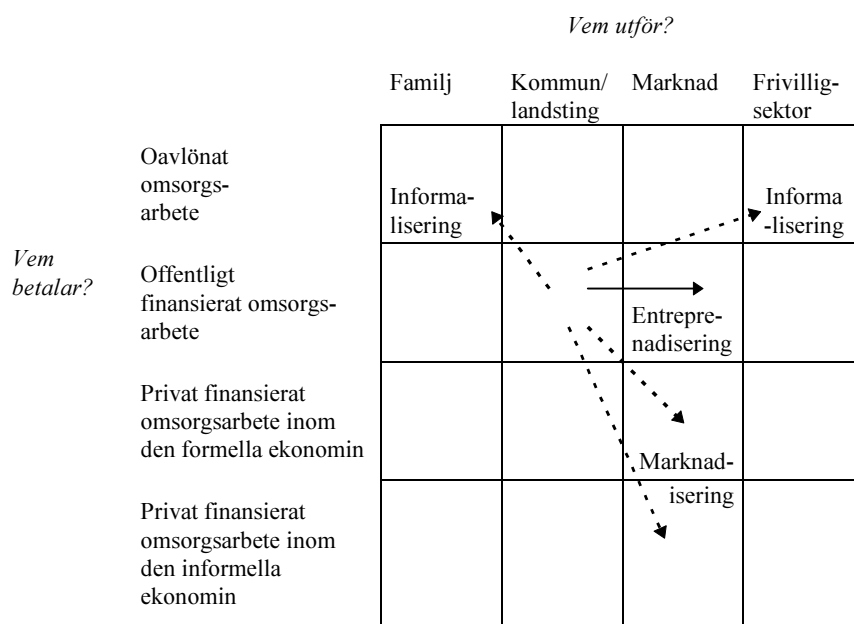 Vem utför?
Familj
Kommun/
landsting
Marknad
Frivillig-
sektor
Oavlönat
omsorgs-
arbete
Informa-
lisering
Informa
-lisering
Vem
betalar?
Offentligt
finansierat omsorgs-
arbete
Entrepre-
nadisering
Privat finansierat
omsorgsarbete inom
den formella ekonomin
Marknad-
isering
Privat finansierat
omsorgsarbete inom
den informella
ekonomin